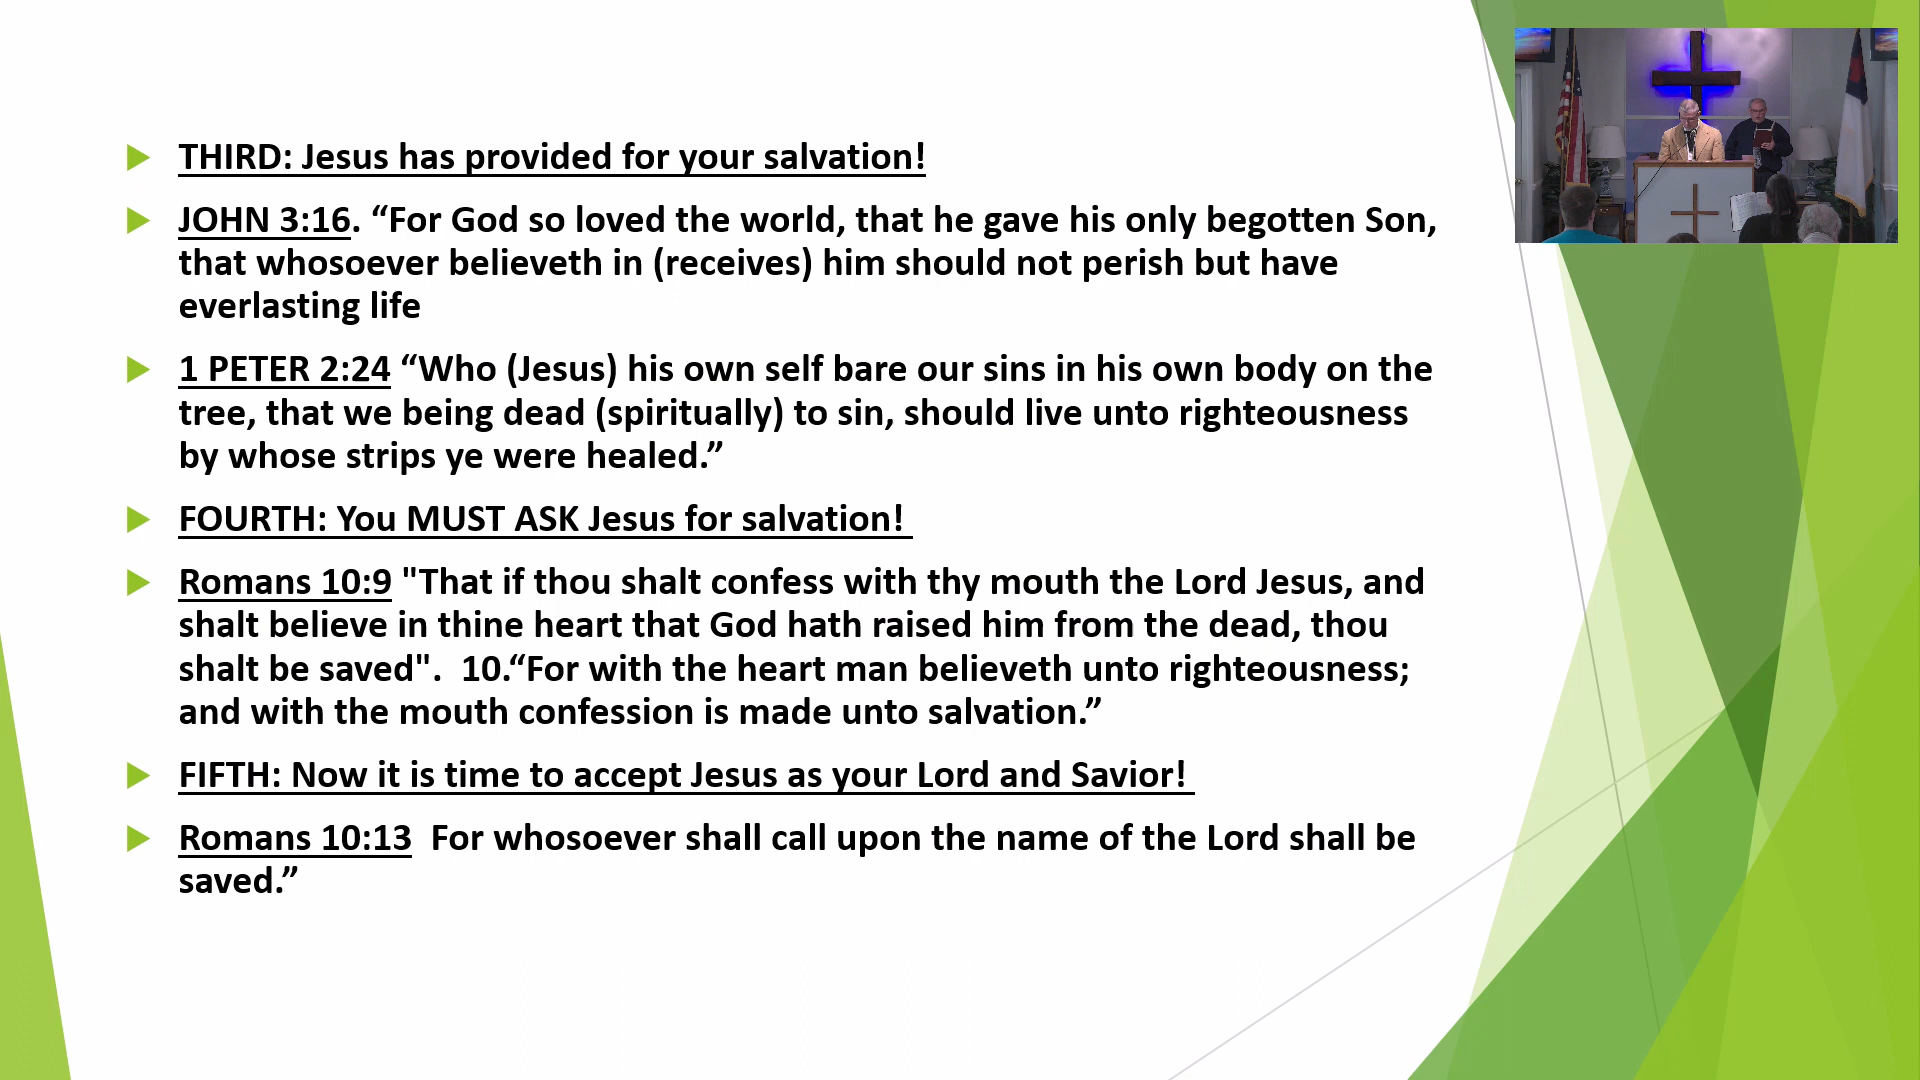 THIRD: Jesus has provided for your salvation!
JOHN 3:16. “For God so loved the world, that he gave his only begotten Son,
that whosoever believeth in (receives) him should not perish but have
everlasting life
1 PETER 2:24 “Who (Jesus) his own self bare our sins in his own body on the
tree, that we being dead (spiritually) to sin, should live unto righteousness
by whose strips ye were healed.”
FOURTH: You MUST ASK Jesus for salvation!
Romans 10:9 "That if thou shalt confess with thy mouth the Lord Jesus, and
shalt believe in thine heart that God hath raised him from the dead, thou
shalt be saved".  10.“For with the heart man believeth unto righteousness;
and with the mouth confession is made unto salvation.”
FIFTH: Now it is time to accept Jesus as your Lord and Savior!
Romans 10:13  For whosoever shall call upon the name of the Lord shall be
saved.”